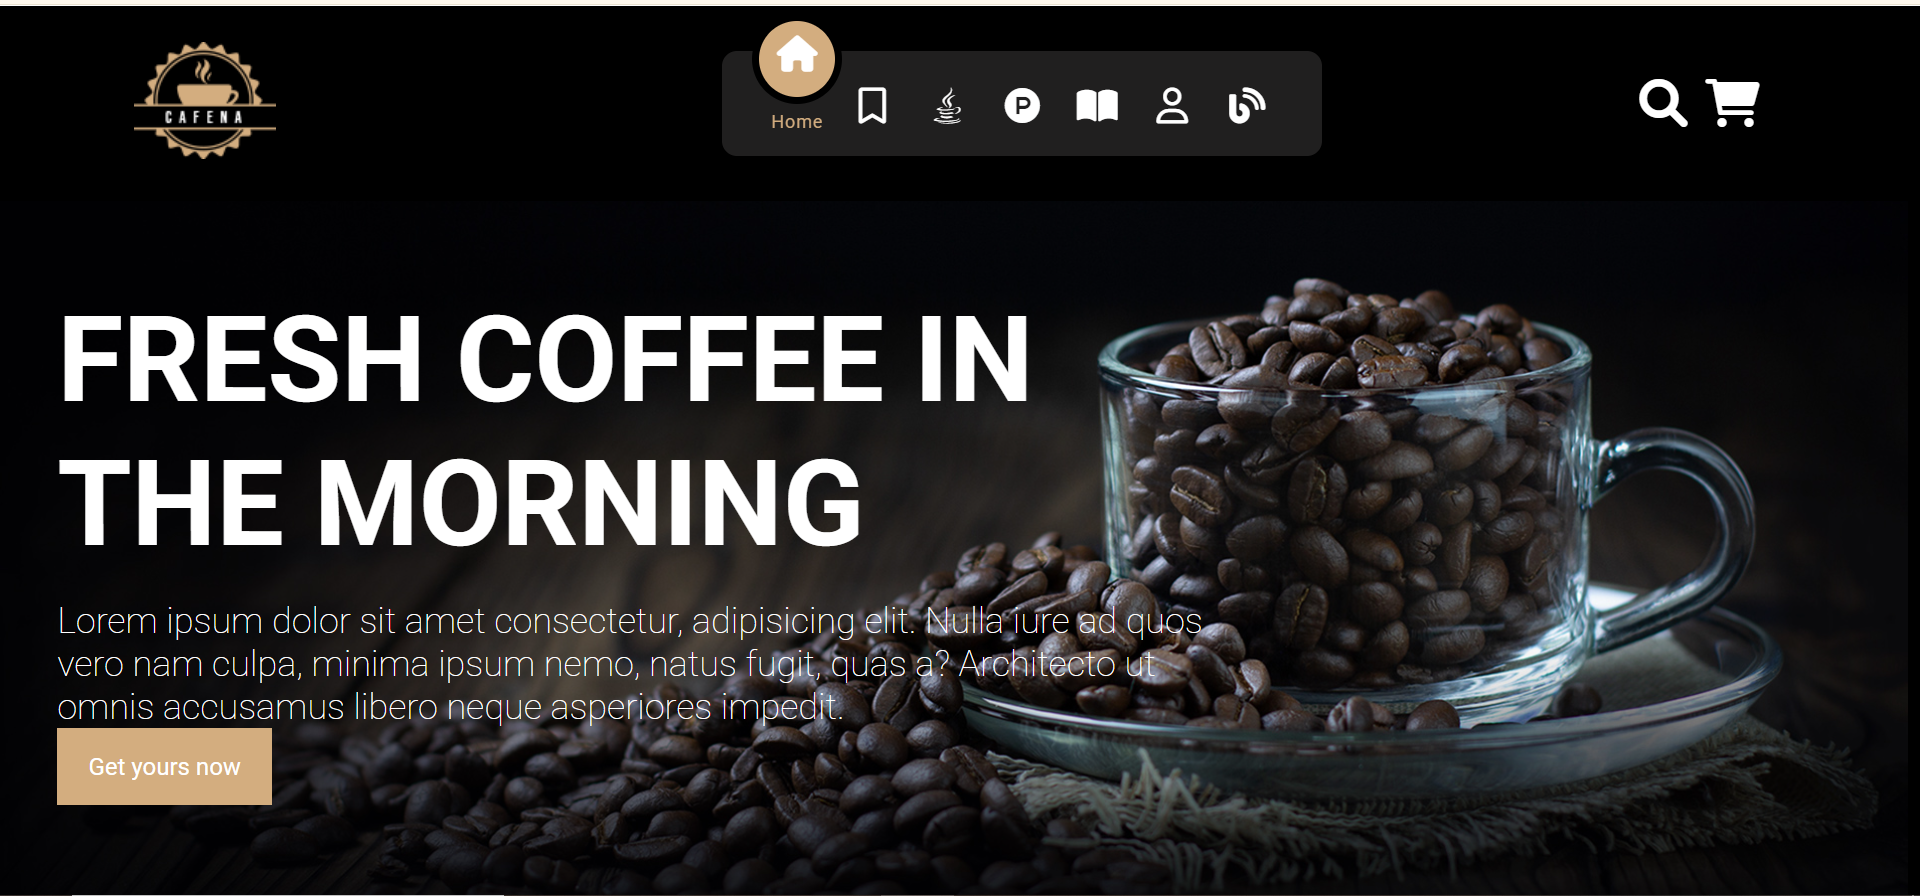 CAFENA
Home
FRESH COFFEE IN
THE MORNING
Lorem ipsum dolor sit amet consectetur, adipisicing elit. Nulla iure ad quos
vero nam culpa, minima ipsum nemo, natus fugit, quas a? Architecto ut
omnis accusamus libero neque asperiores impedit.
Get yours now